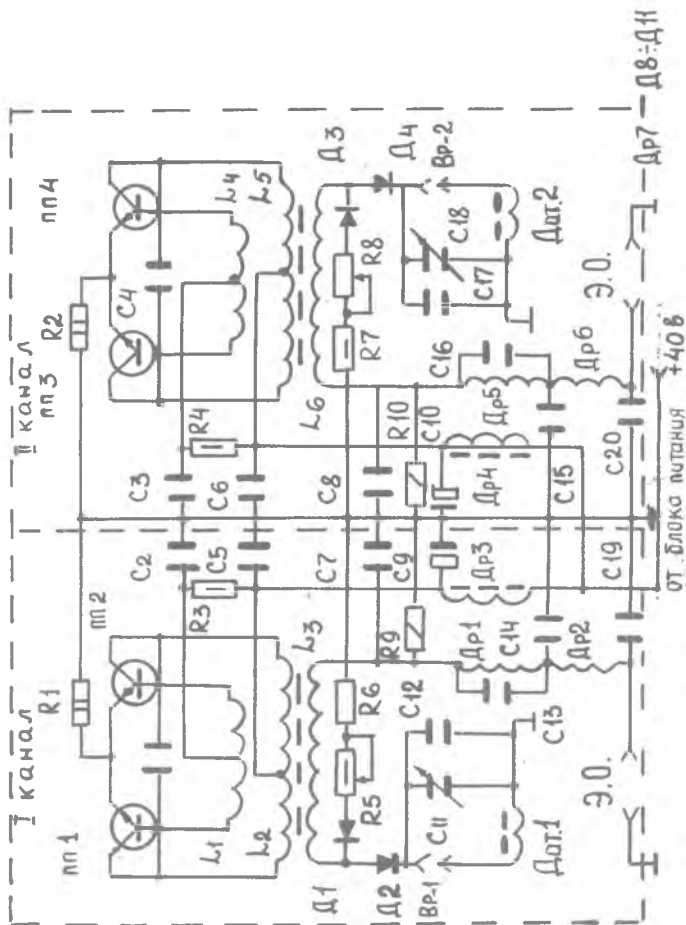 I канал
II канал
R1
R2
пп1
пп2
пп3
пп4
C2
C3
C4
R3
R4
L1
L4
C5
C6
L2
L5
L3
L6
Д1
R5
R6
C7
C8
R7
R8
Д3
Д2
Д4
Вр-1
Вр-2
C11
C12
C9
R9
R10
C10
C16
C17
C18
Дат.1
C13
Др1
C14
Др3
Др4
Др5
C15
Др6
Дат.2
Др2
C19
C20
Э.О.
Э.О.
от блока питания
+40в
Др7
Д8÷Д11